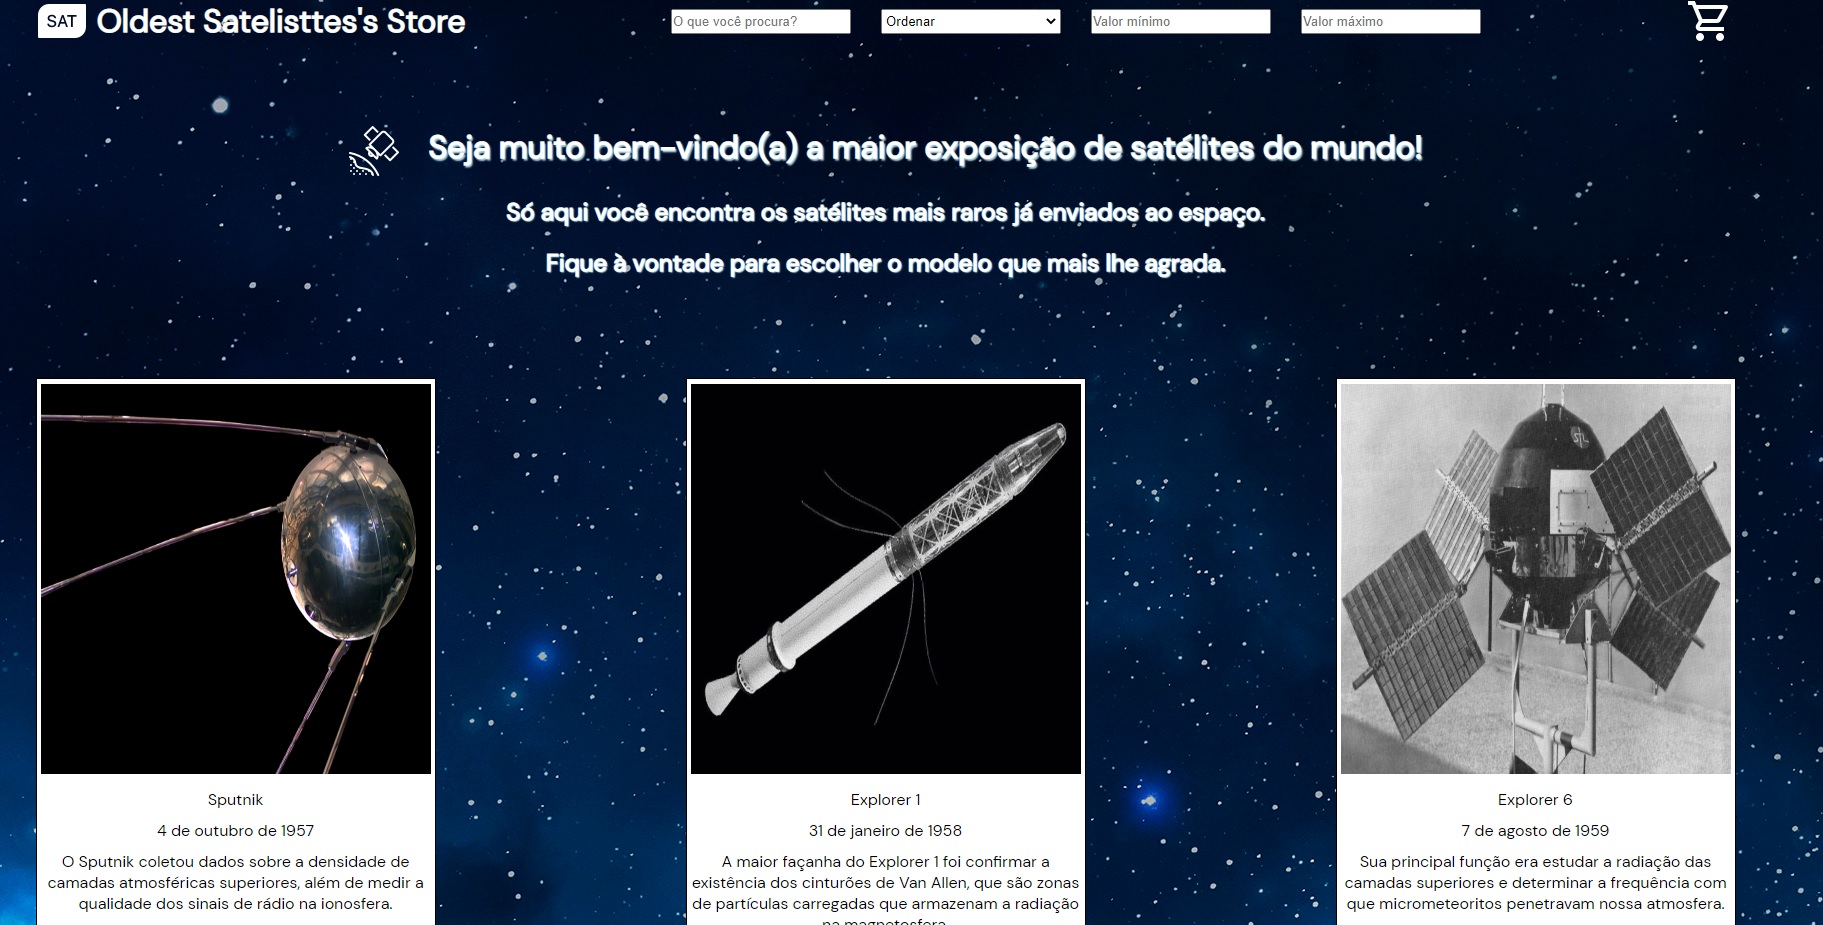 SAT
Oldest Satelisttes's Store
O que você procura?
Ordenar
Valor mínimo
Valor máximo
Seja muito bem-vindo(a) a maior exposição de satélites do mundo!
Só aqui você encontra os satélites mais raros já enviados ao espaço.
Fique à vontade para escolher o modelo que mais lhe agrada.
STL
Sputnik
4 de outubro de 1957
O Sputnik coletou dados sobre a densidade de
camadas atmosféricas superiores, além de medir a
qualidade dos sinais de rádio na ionosfera.
Explorer 1
31 de janeiro de 1958
A maior façanha do Explorer 1 foi confirmar a
existência dos cinturões de Van Allen, que são zonas
de partículas carregadas que armazenam a radiação
na magnetosfera.
Explorer 6
7 de agosto de 1959
Sua principal função era estudar a radiação das
camadas superiores e determinar a frequência com
que micrometeoritos penetravam nossa atmosfera.